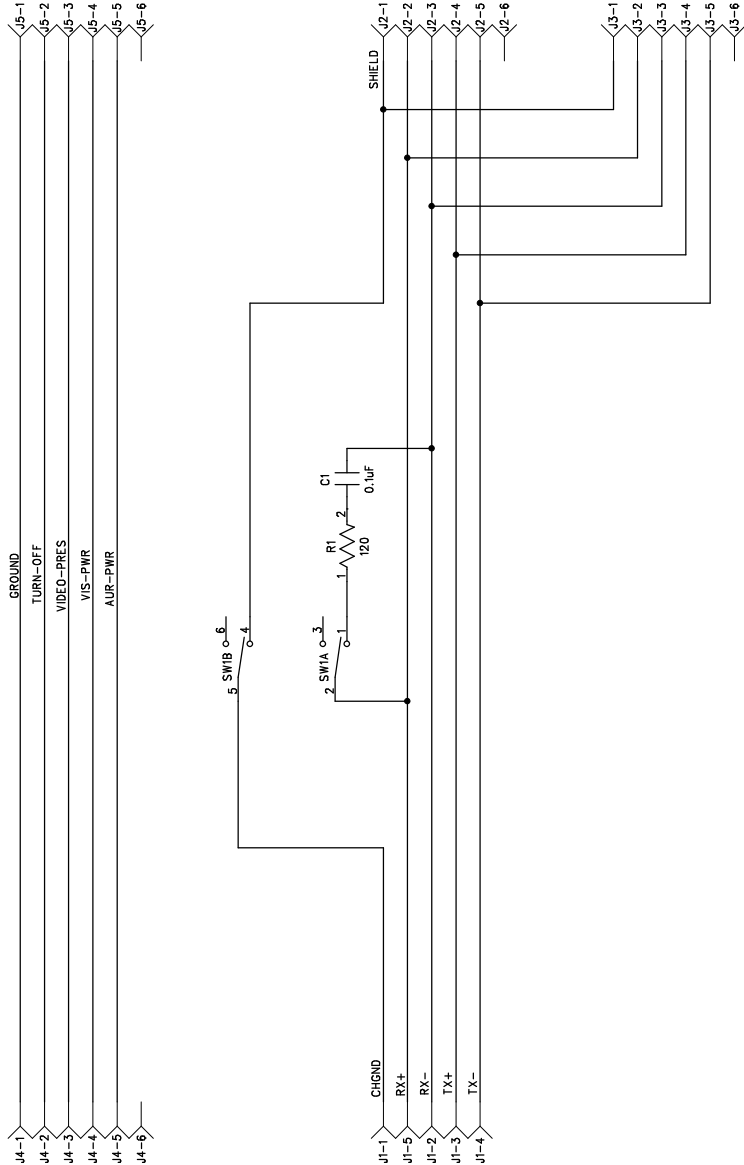 J5-1
J5-2
J5-3
J5-4
J5-5
J5-6
J2-1
J2-2
J2-3
J2-4
J2-5
J2-6
J3-1
J3-2
J3-3
J3-4
J3-5
J3-6
SHIELD
GROUND
TURN-OFF
VIDEO-PRES
VIS-PWR
AUR-PWR
C1
0.1uF
2
R1
120
1
6
4
SW1B
5
3
1
SW1A
2
CHGND
RX+
RX-
TX+
TX-
J4-1
J4-2
J4-3
J4-4
J4-5
J4-6
J1-1
J1-5
J1-2
J1-3
J1-4